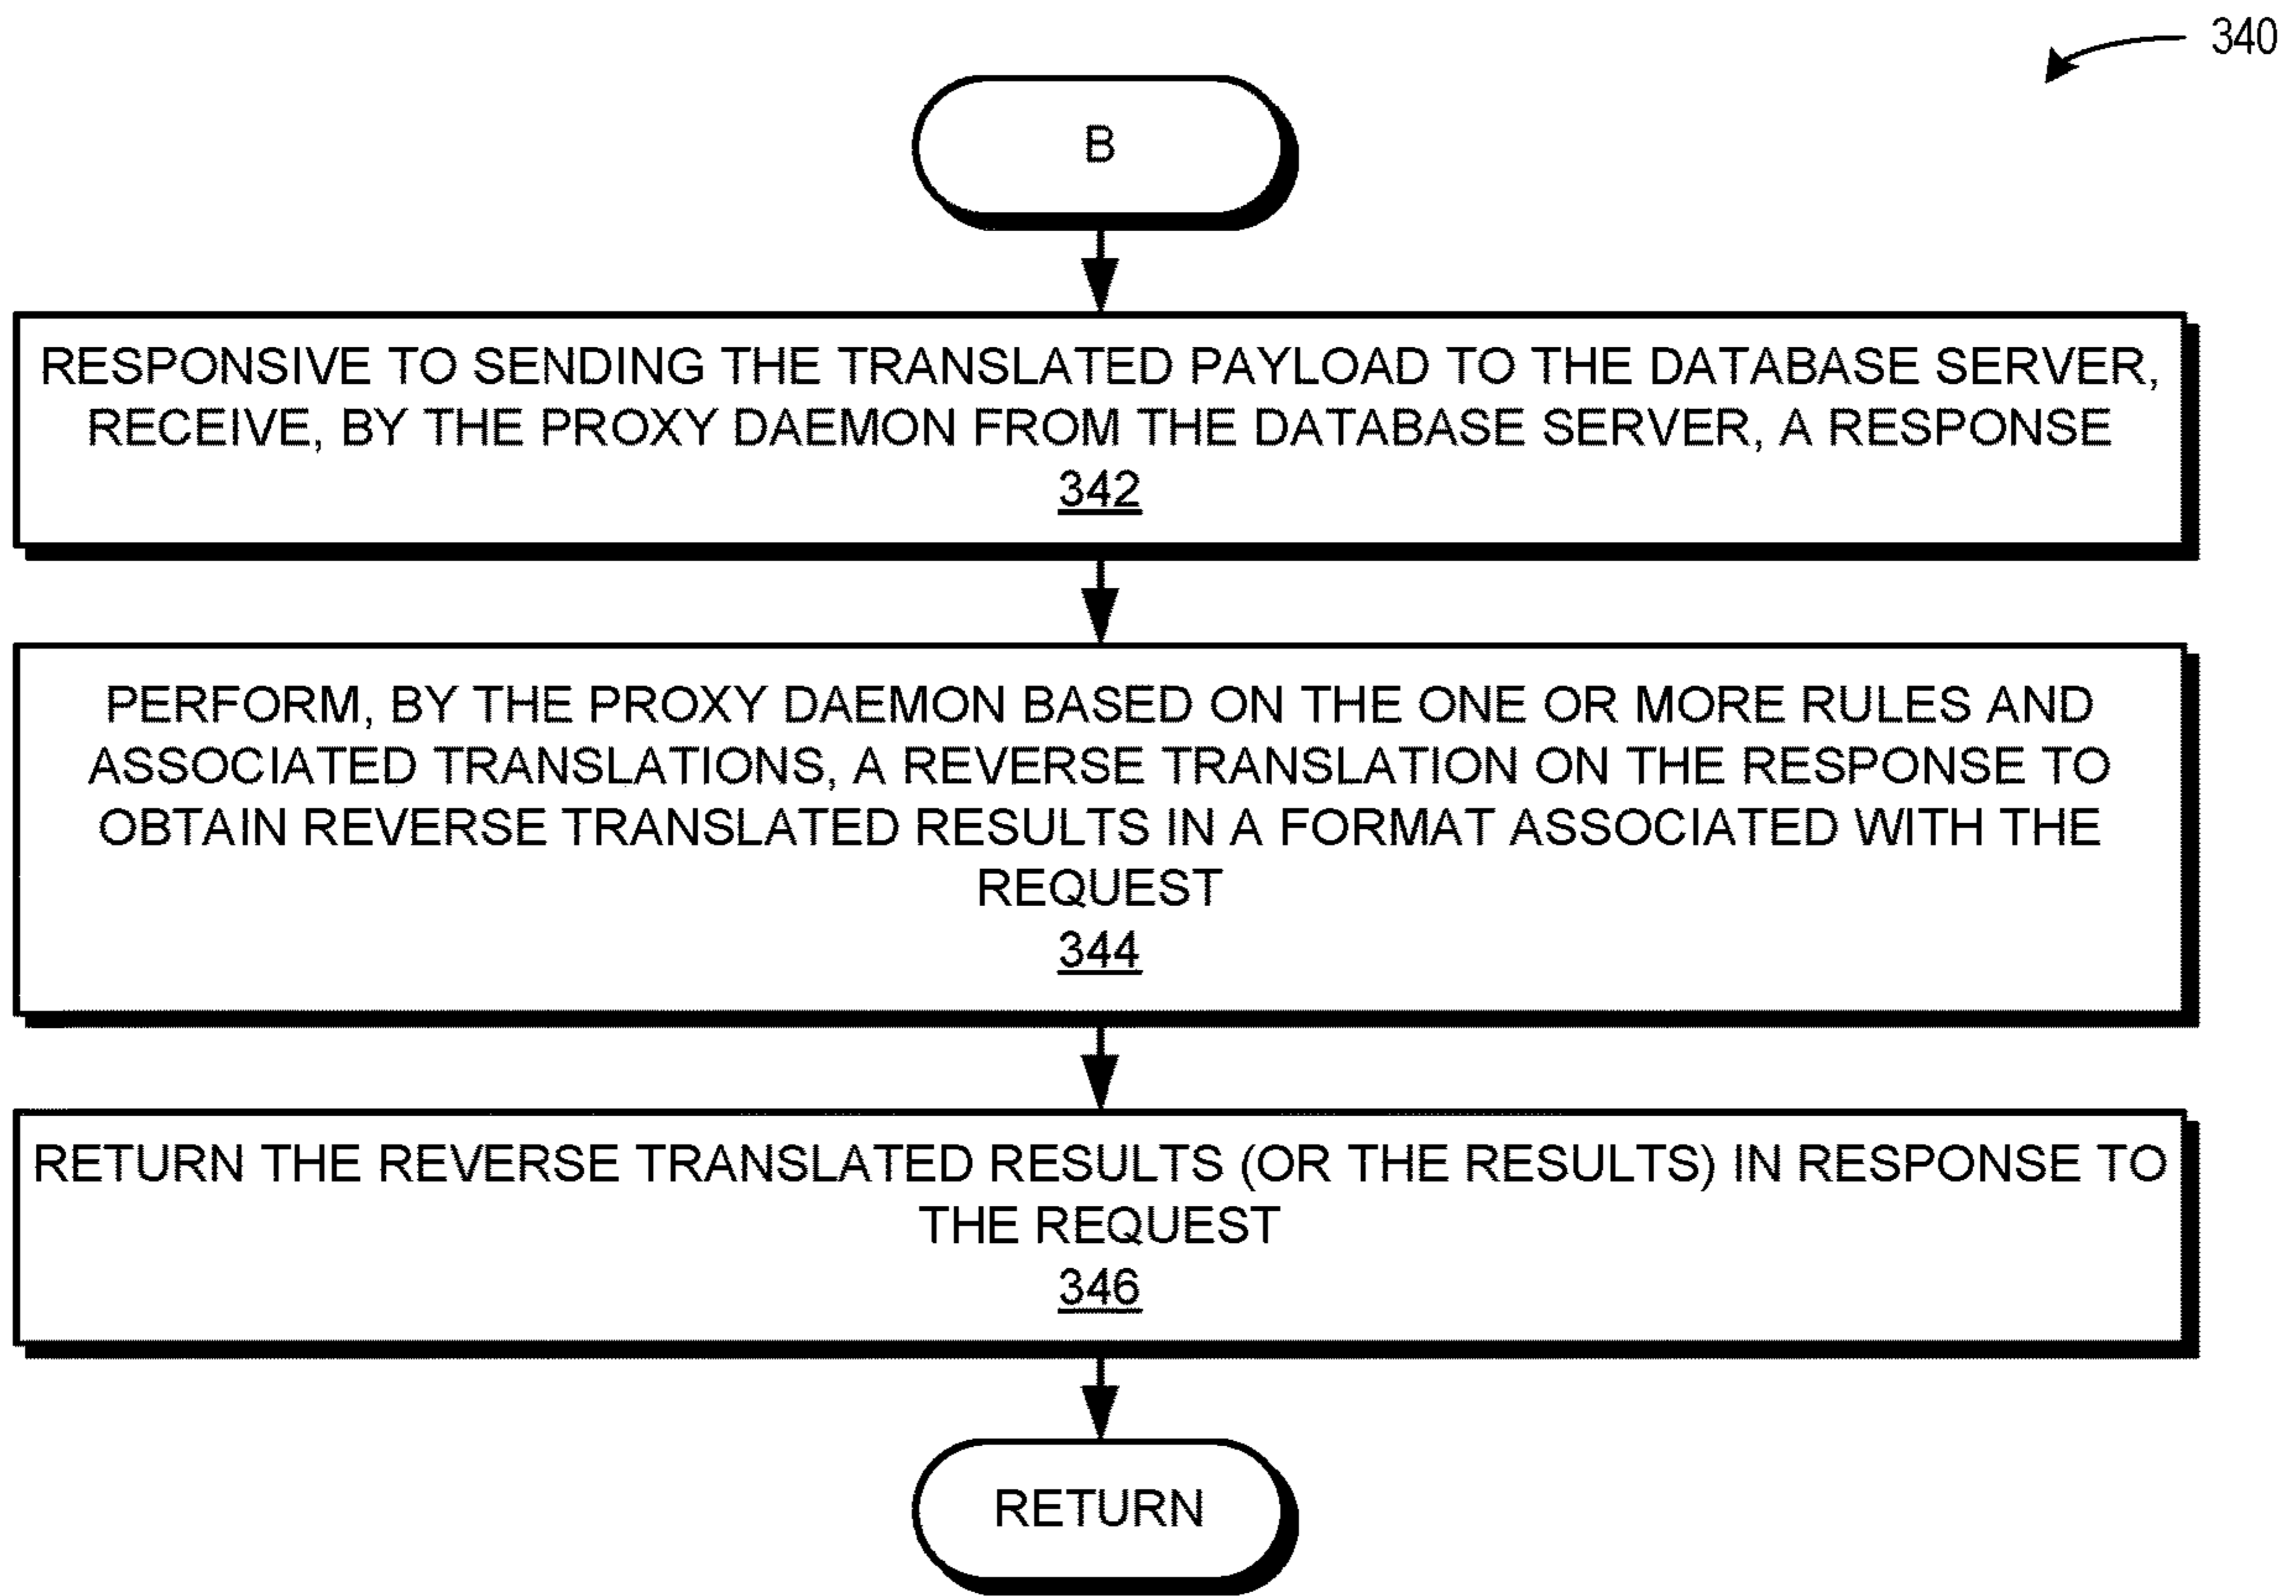 340
B
RESPONSIVE TO SENDING THE TRANSLATED PAYLOAD TO THE DATABASE SERVER,
RECEIVE, BY THE PROXY DAEMON FROM THE DATABASE SERVER, A RESPONSE
342
PERFORM, BY THE PROXY DAEMON BASED ON THE ONE OR MORE RULES AND
ASSOCIATED TRANSLATIONS, A REVERSE TRANSLATION ON THE RESPONSE TO
OBTAIN REVERSE TRANSLATED RESULTS IN A FORMAT ASSOCIATED WITH THE
REQUEST
344
RETURN THE REVERSE TRANSLATED RESULTS (OR THE RESULTS) IN RESPONSE TO
THE REQUEST
346
RETURN